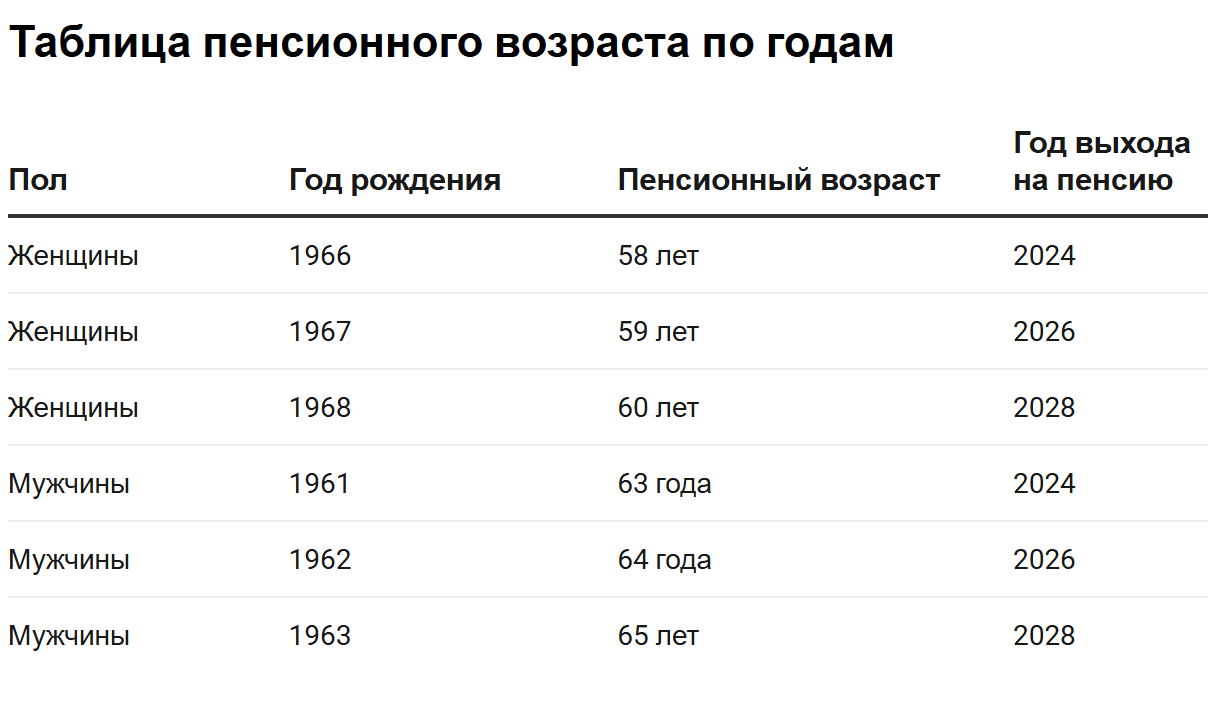 Таблица пенсионного возраста по годам
Пол Год рождения Пенсионный возраст Год выхода на пенсию
Женщины 1966 58 лет 2024
Женщины 1967 59 лет 2026
Женщины 1968 60 лет 2028
Мужчины 1961 63 года 2024
Мужчины 1962 64 года 2026
Мужчины 1963 65 лет 2028